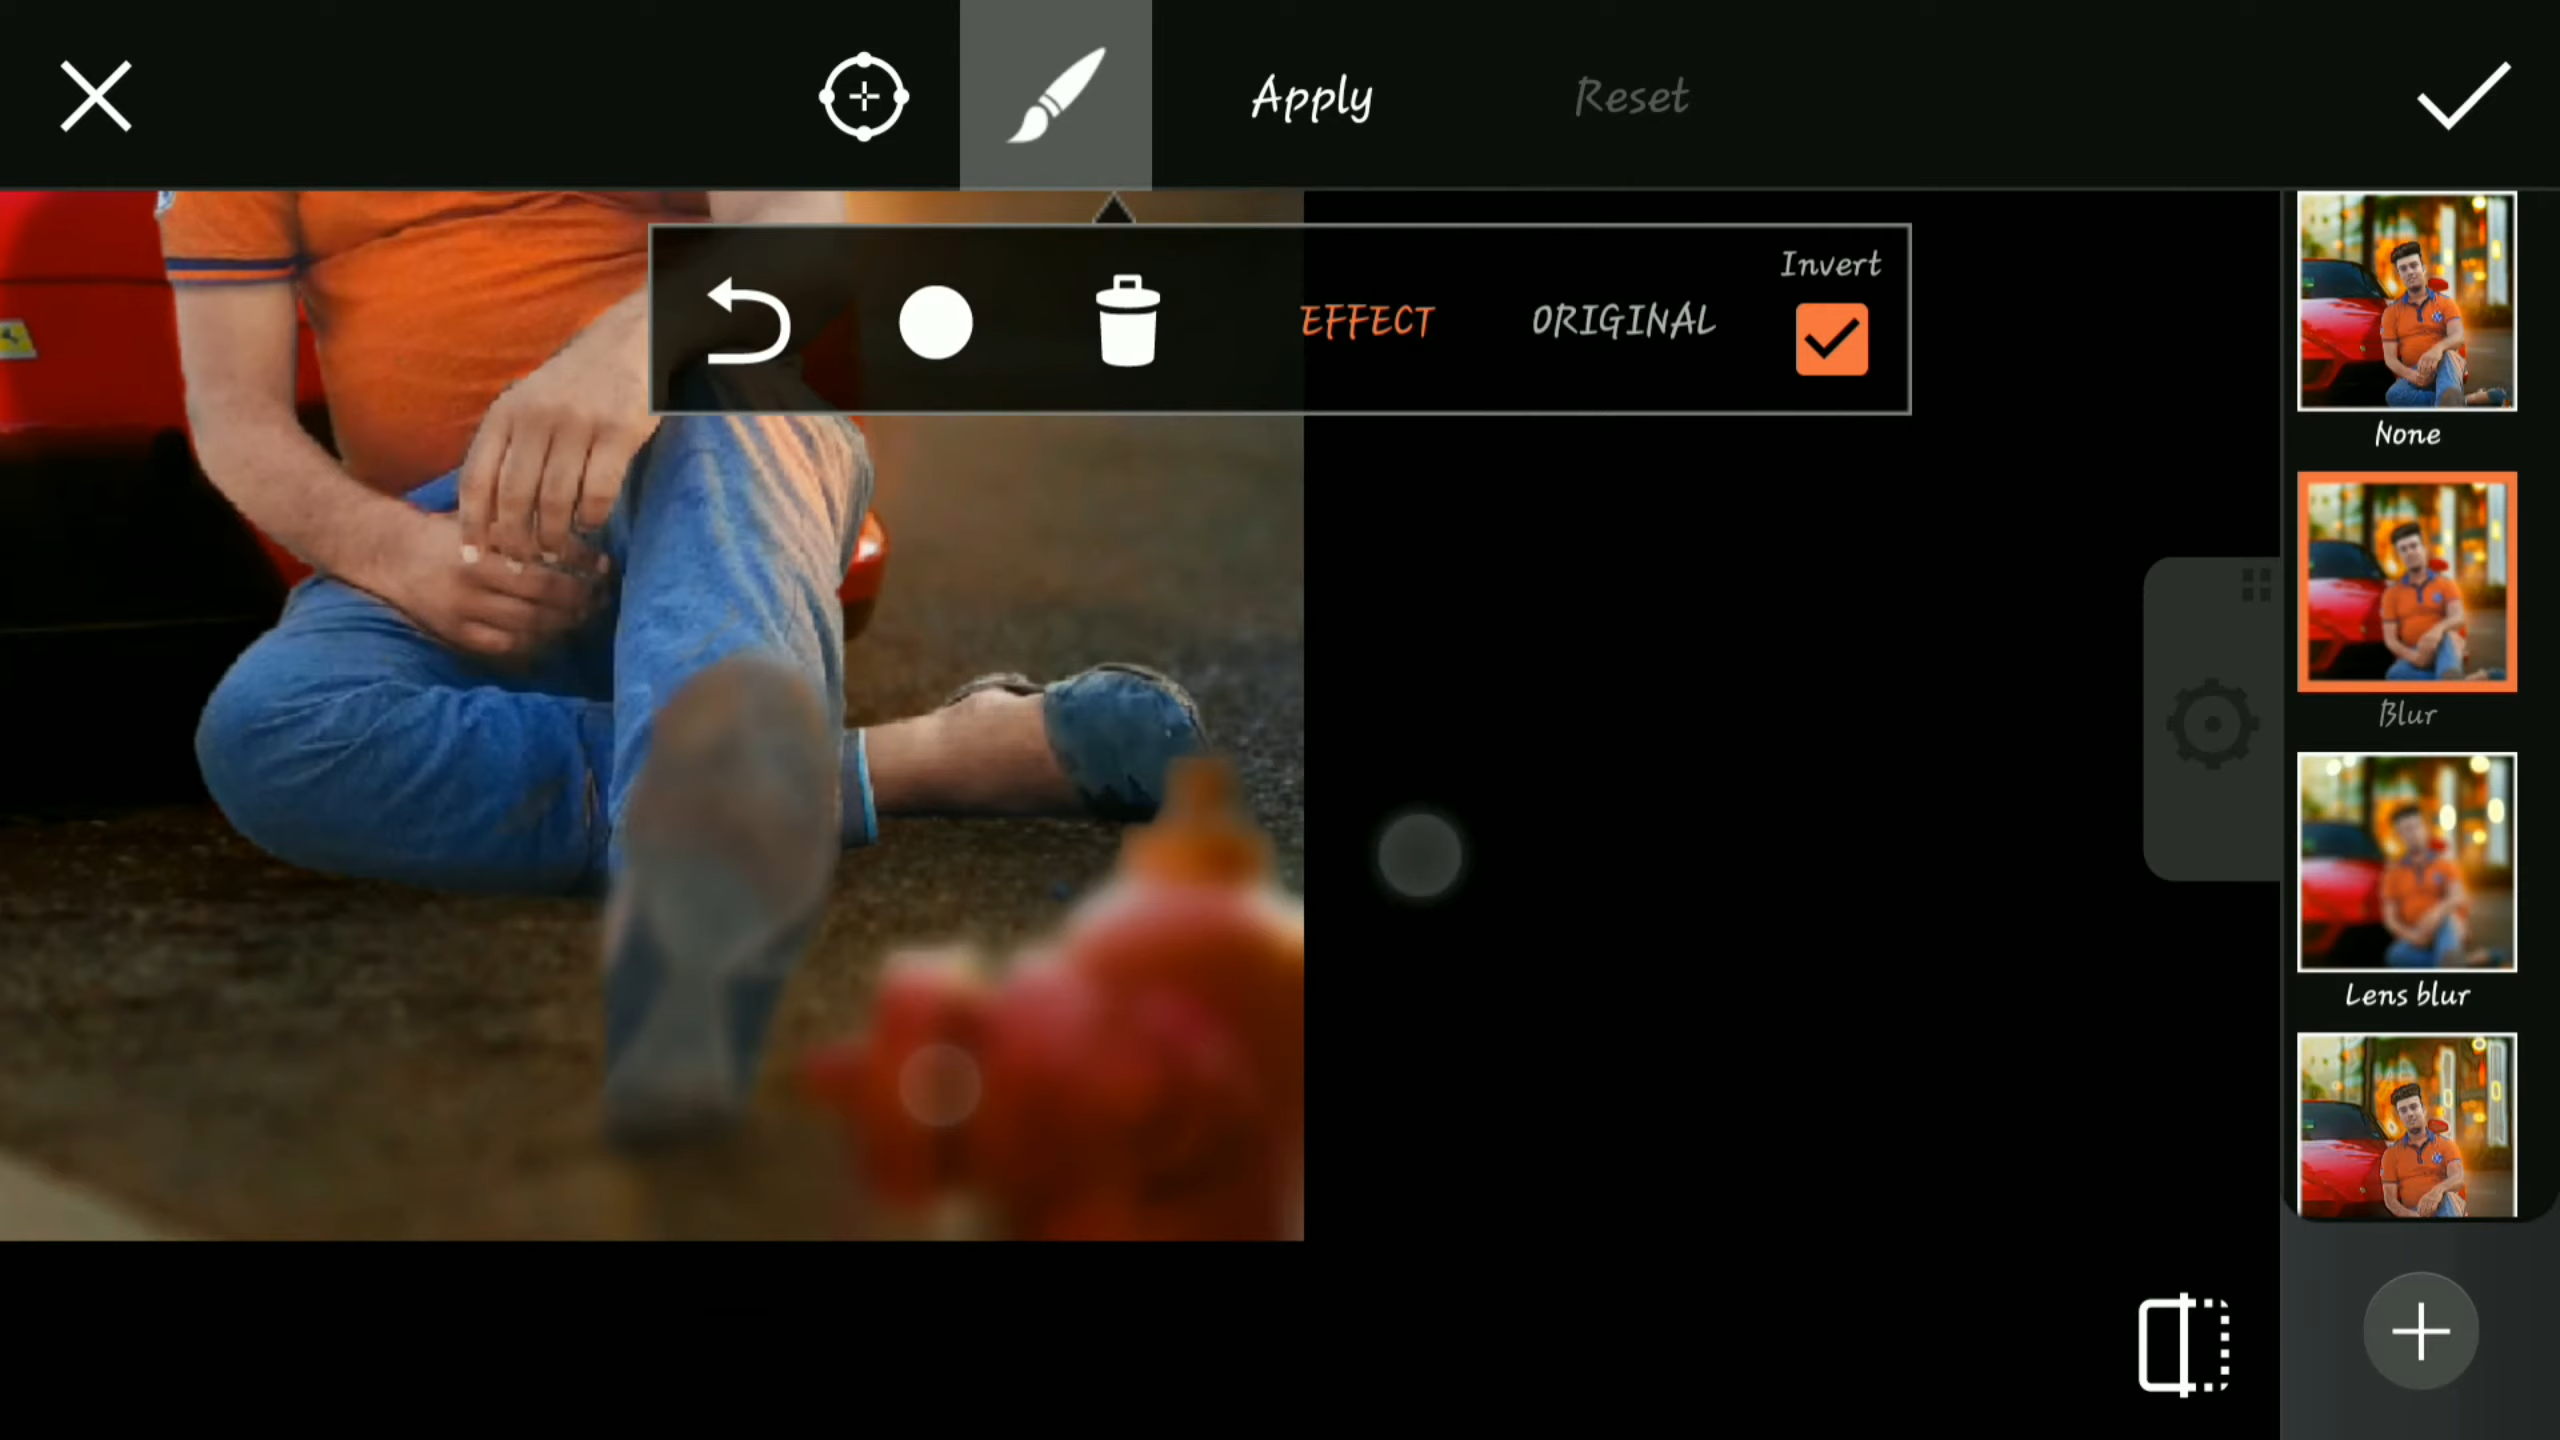 Apply
Reset
Invert
EFFECT
ORIGINAL
None
Blur
Lens blur